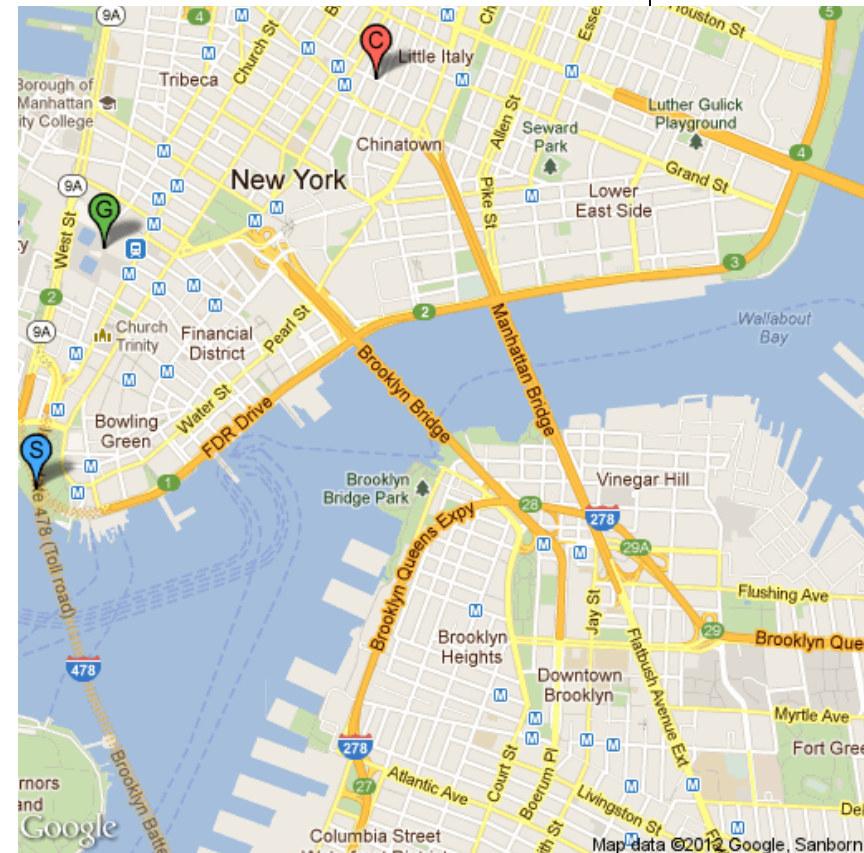 9A
4
Church St
C
Essex
Houston St
5
Tribeca
Little Italy
Borough of
Manhattan
ity College
Luther Gulick
Playground
Allen St
Seward
Park
Chinatown
4
9A
New York
Pike St
Grand St
Lower
East Side
G
West St
3
2
Church
Trinity
Financial
District
Pearl St
2
9A
Manhattan Bridge
Wallabout
Bay
Brooklyn Bridge
Water St
FDR Drive
Bowling
Green
S
1
Brooklyn
Bridge Park
Vinegar Hill
28
278
29A
478 (Toll road)
Brooklyn Queens Expy
Flushing Ave
Jay St
29
Brooklyn Que
Brooklyn
Heights
Flatbush Avenue Ext
478
Downtown
Brooklyn
Myrtle Ave
278
Fort Gree
27
Court St
Boerum Pl
Atlantic Ave
Livingston St
nors
and
Brooklyn Batte
Google
Columbia Street
Map data ©2012 Google, Sanborn